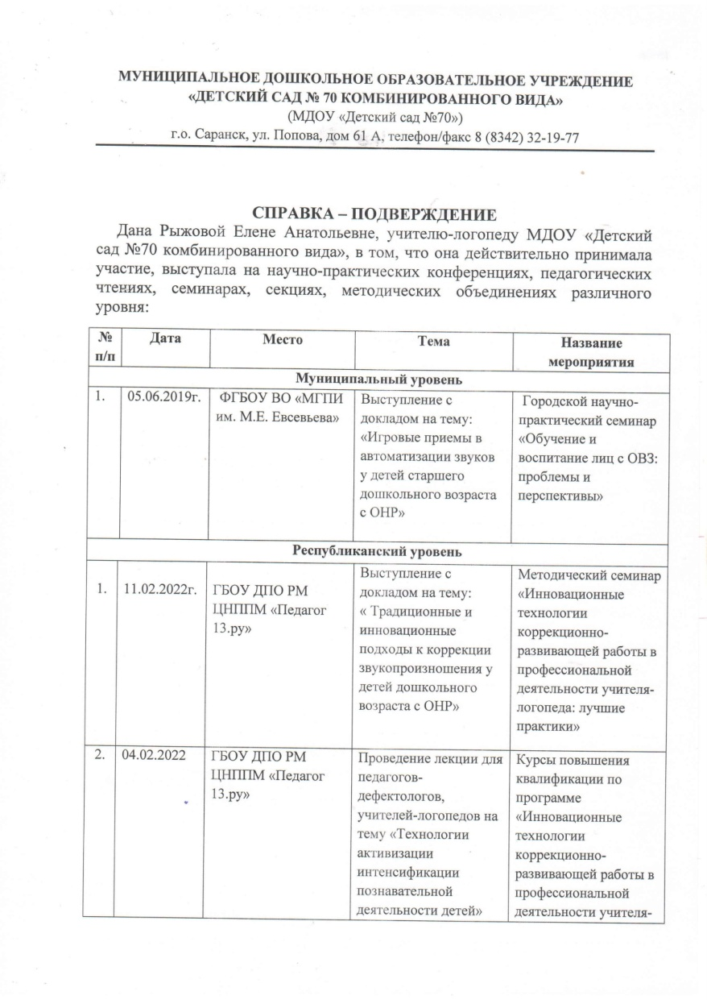 МУНИЦИПАЛЬНОЕ ДОШКОЛЬНОЕ ОБРАЗОВАТЕЛЬНОЕ УЧРЕЖДЕНИЕ
«ДЕТСКИЙ САД № 70 КОМБИНИРОВАННОГО ВИДА»
(МДОУ «Детский сад №70»)
г.о. Саранск, ул. Попова, дом 61 А, телефон/факс 8 (8342) 32-19-77
СПРАВКА – ПОДВЕРЖДЕНИЕ
Дана Рыжовой Елене Анатольевне, учителю-логопеду МДОУ «Детский
сад №70 комбинированного вида», в том, что она действительно принимала
участие, выступала на научно-практических конференциях, педагогических
чтениях, семинарах, секциях, методических объединениях различного
уровня:
№
п/п
Дата
Место
Тема
Название
мероприятия
Муниципальный уровень
1.
05.06.2019г.
ФГБОУ ВО «МГПИ
им. М.Е. Евсевьева»
Выступление с
докладом на тему:
«Игровые приемы в
автоматизации звуков
у детей старшего
дошкольного возраста
с ОНР»
Городской научно-
практический семинар
«Обучение и
воспитание лиц с ОВЗ:
проблемы и
перспективы»
Республиканский уровень
1.
11.02.2022г.
ГБОУ ДПО РМ
ЦНППМ «Педагог
13.ру»
Выступление с
докладом на тему:
« Традиционные и
инновационные
подходы к коррекции
звукопроизношения у
детей дошкольного
возраста с ОНР»
Методический семинар
«Инновационные
технологии
коррекционно-
развивающей работы в
профессиональной
деятельности учителя-
логопеда: лучшие
практики»
2.
04.02.2022
ГБОУ ДПО РМ
ЦНППМ «Педагог
13.ру»
Проведение лекции для
педагогов-
дефектологов,
учителей-логопедов на
тему «Технологии
активизации
интенсификации
познавательной
деятельности детей»
Курсы повышения
квалификации по
программе
«Инновационные
технологии
коррекционно-
развивающей работы в
профессиональной
деятельности учителя-